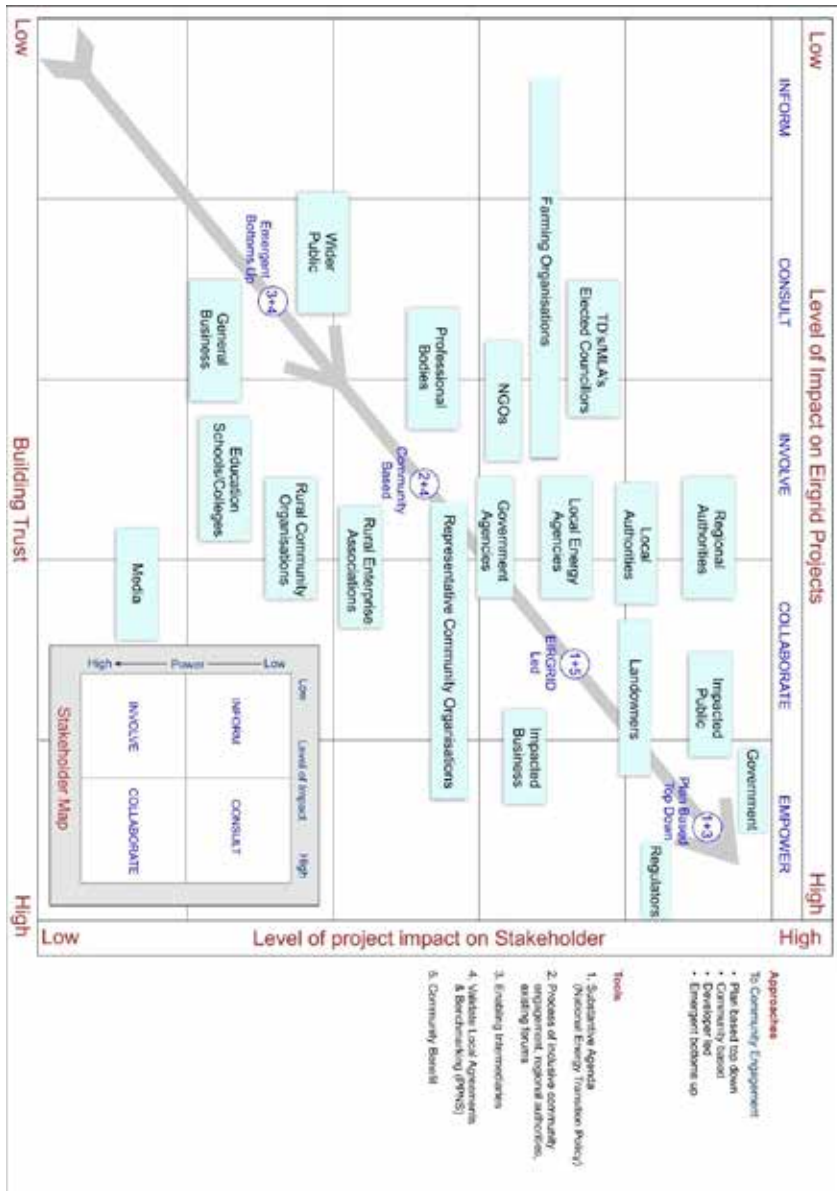 Level of Impact on Eirgrid Projects
Low
High
INFORM
CONSULT
INVOLVE
COLLABORATE
EMPOWER
Government
Impacted
Public
Regional
Authorities
1+3
Plan Based
Top Down
Regulators
Landowners
Local
Authorities
TD's/MLA's
Elected Councillors
Local Energy
Agencies
1+5
EIRGRID
Led
Farming Organisations
Impacted
Business
NGOs
Government
Agencies
Professional
Bodies
2+4
Community
Based
Representative Community Organisations
Rural Enterprise
Associations
Wider
Public
Rural Community
Organisations
3+4
Emergent
Bottoms Up
General
Business
Education
Schools/Colleges
Media
Low
Level of Impact
High
Low
Power
High
INFORM
CONSULT
INVOLVE
COLLABORATE
Stakeholder Map
Low
Building Trust
High
Low
Level of project impact on Stakeholder
High
Approaches
To Community Engagement
• Plan based top down
• Community based
• Developer led
• Emergent bottoms up
Tools
1. Substantive Agenda
(National Energy Transition Policy)
2. Process of inclusive community
engagement, regional authorities,
existing forums
3. Enabling Intermediaries
4. Validate Local Agreements
& Benchmarking (PPNS)
5. Community Benefit